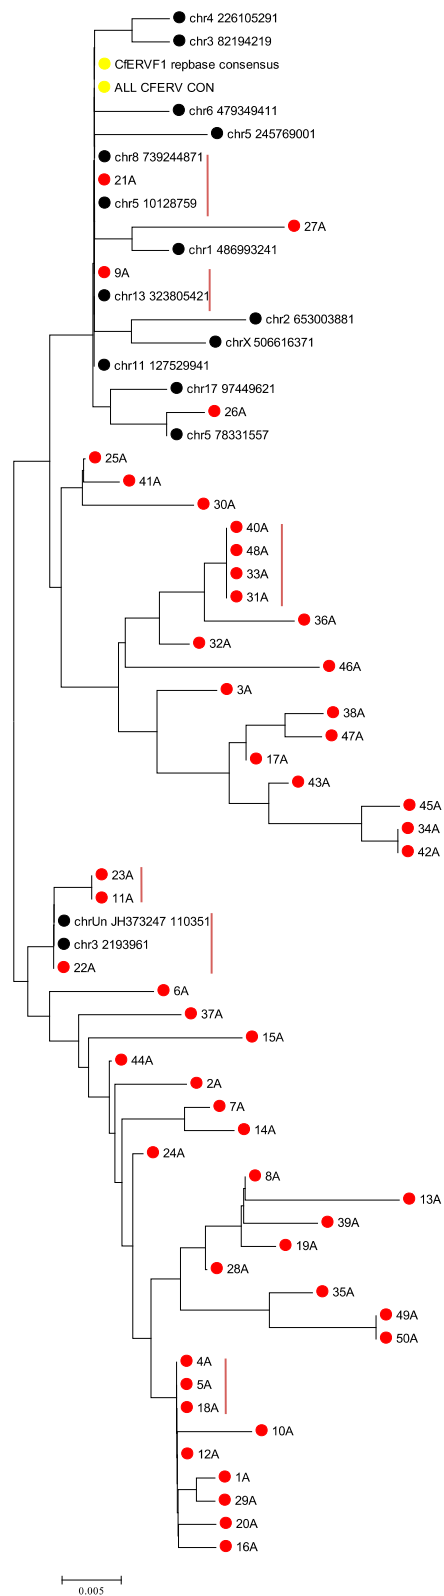 chr4 226105291
chr3 82194219
CfERVF1 repbase consensus
ALL CFERV CON
chr6 479349411
chr5 245769001
chr8 739244871
21A
chr5 10128759
27A
chr1 486993241
9A
chr13 323805421
chr2 653003881
chrX 506616371
chr11 127529941
chr17 97449621
26A
chr5 78331557
25A
41A
30A
40A
48A
33A
31A
36A
32A
46A
3A
38A
47A
17A
43A
45A
34A
42A
23A
11A
chrUn JH373247 110351
chr3 2193961
22A
6A
37A
15A
44A
2A
7A
14A
24A
8A
13A
39A
19A
28A
35A
49A
50A
4A
5A
18A
10A
12A
1A
29A
20A
16A
0.005